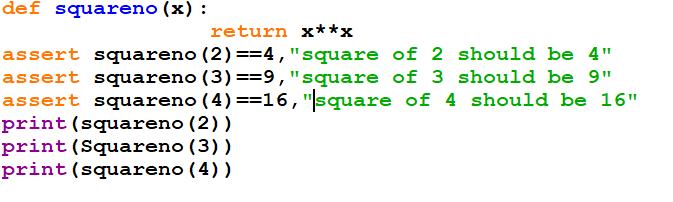 def squareno(x):
                return x**x
assert squareno(2)==4,"square of 2 should be 4"
assert squareno(3)==9,"square of 3 should be 9"
assert squareno(4)==16,"square of 4 should be 16"
print(squareno(2))
print(Squareno(3))
print(squareno(4))